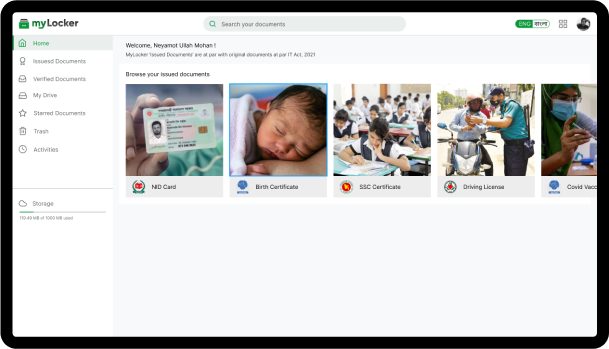 myLocker
Search your documents
ENG বাংলা
Home
Issuesd Documents
Verified Documents
My Drive
Starred Documents
Trash
Activities
Storage
110.49 MB of 1000 MB used
Welcome, Neyamot Ullah Mohan !
MyLocker 'Issued Documents' are at par with original documents at par IT Act, 2021
Browse your issued documents
NID Card
Birth Certificate
SSC Certificate
Driving License
Covid Vacc